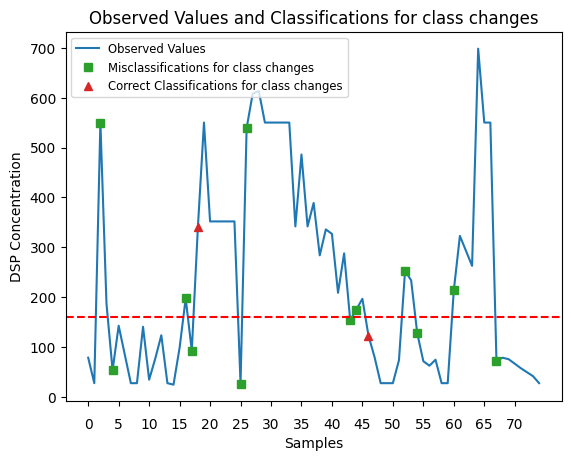 Observed Values and Classifications for class changes
Observed Values
Misclassifications for class changes
Correct Classifications for class changes
DSP Concentration
700
600
500
400
300
200
100
0
0 5 10 15 20 25 30 35 40 45 50 55 60 65 70
Samples